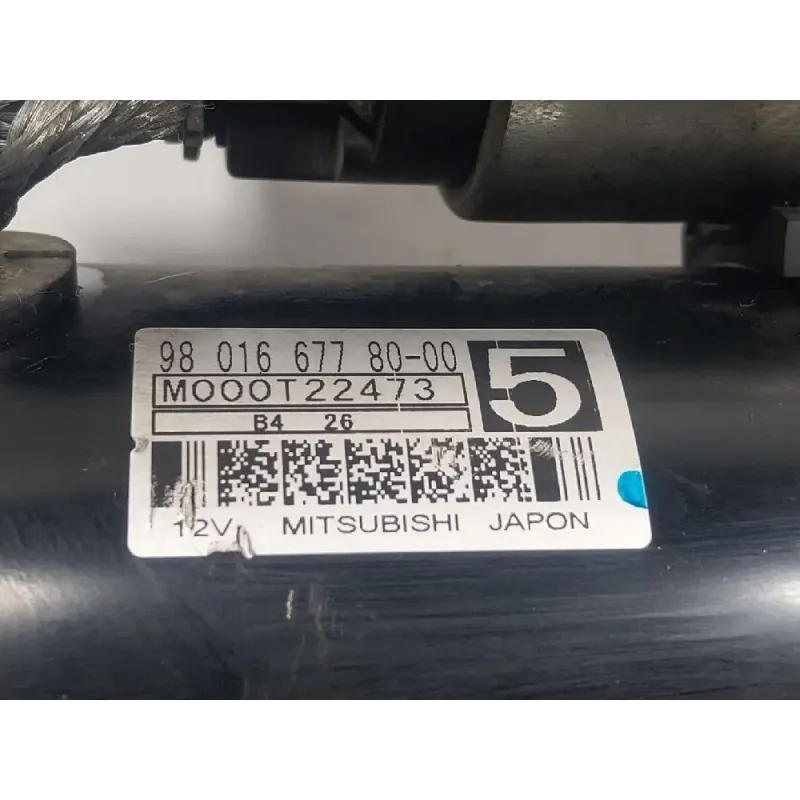 98 016 677 80-00
5
M000T22473
B4 26
12V MITSUBISHI JAPON